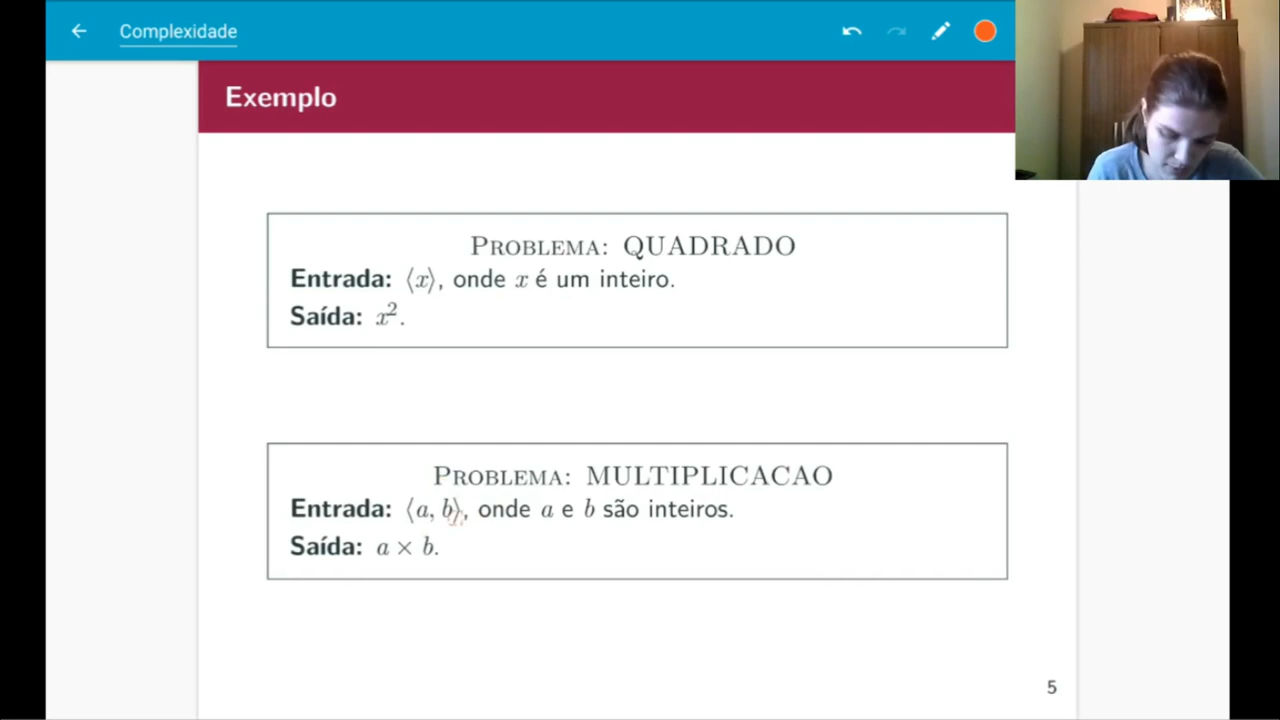 Complexidade
Exemplo
Problema: QUADRADO
Entrada: ⟨x⟩, onde x é um inteiro.
Saída: x².
Problema: MULTIPLICACAO
Entrada: ⟨a, b⟩, onde a e b são inteiros.
Saída: a × b.
5